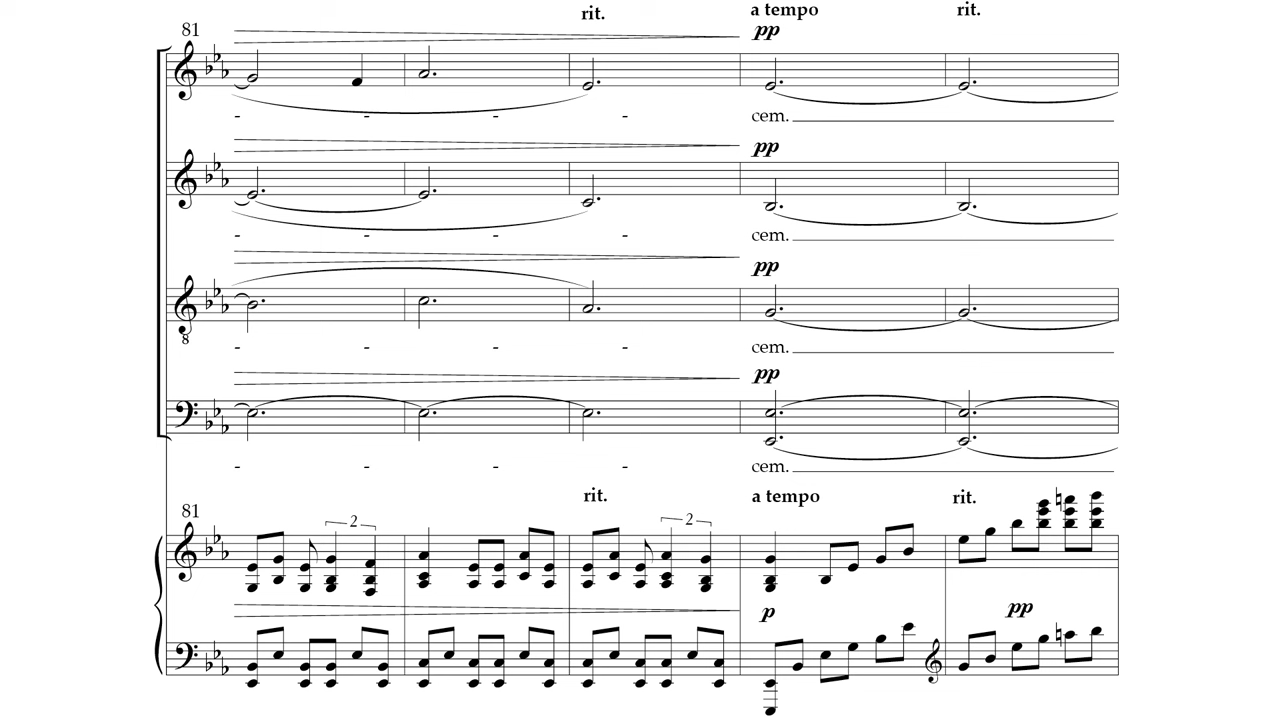 rit. a tempo rit.
81 pp
- - - - cem.
pp
- - - - cem.
pp
8
- - - - cem.
pp
- - - - cem.
rit. a tempo rit.
81
2 2
p pp